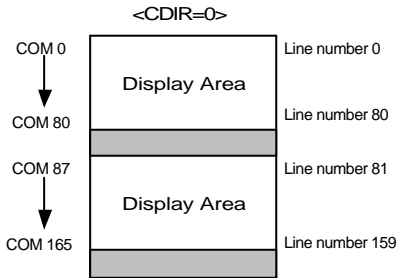 <CDIR=0>
COM 0
Line number 0
Display Area
COM 80
Line number 80
COM 87
Line number 81
Display Area
COM 165
Line number 159